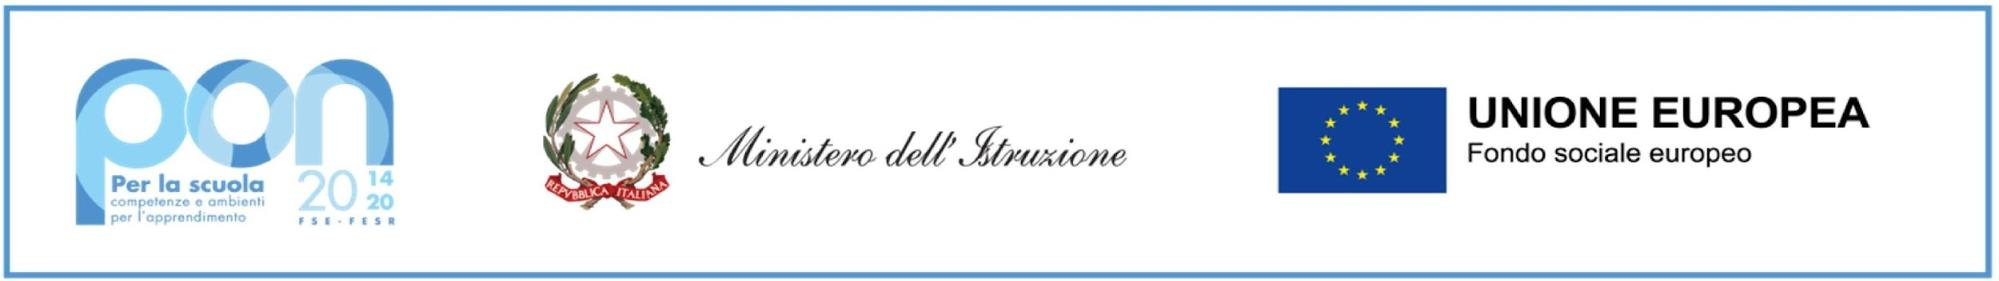 pon
Per la scuola
competenze e ambienti
per l'apprendimento
2014
20
FSE-FESR
REPVBBLICA ITALIANA
Ministero dell'Istruzione
UNIONE EUROPEA
Fondo sociale europeo